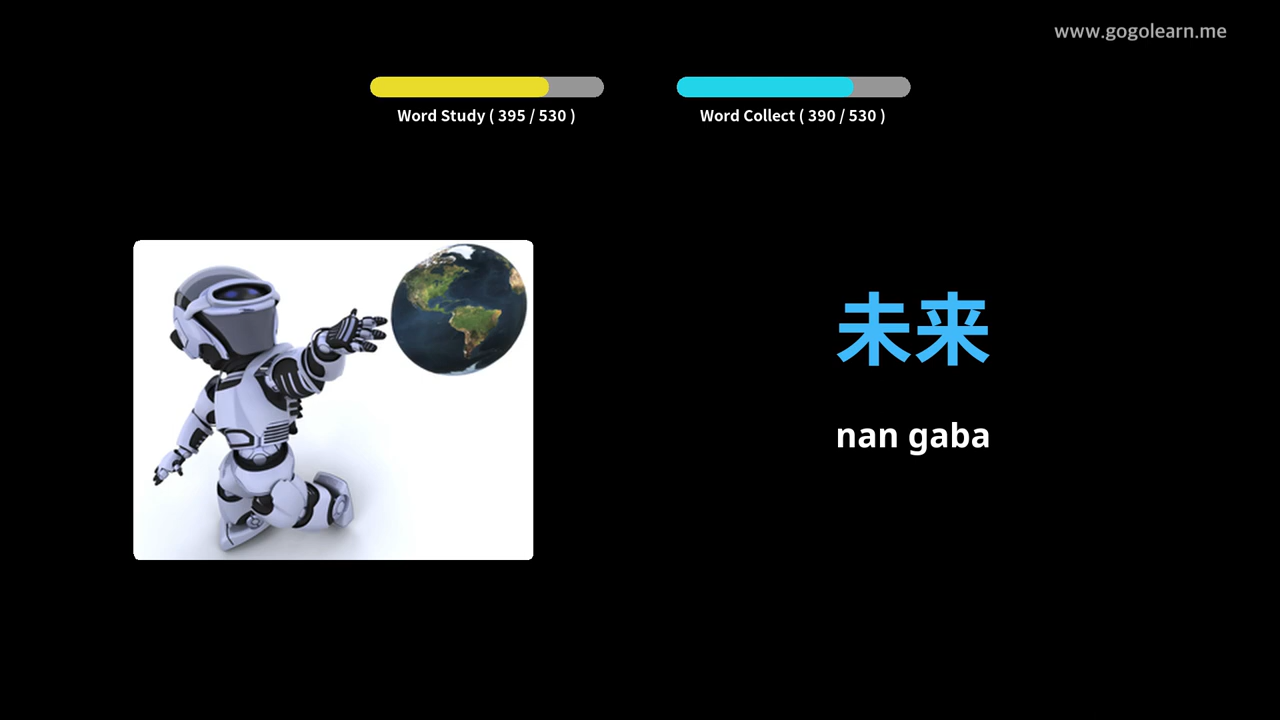 www.gogolearn.me
Word Study ( 395 / 530 )
Word Collect ( 390 / 530 )
未来
nan gaba